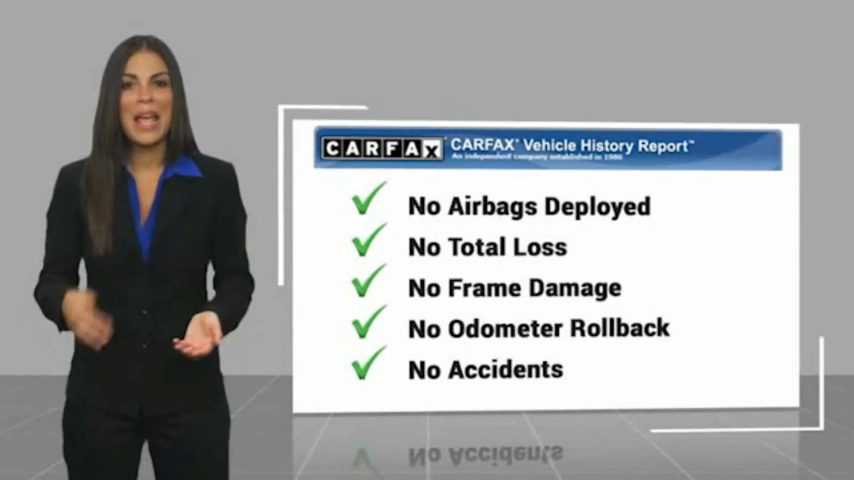 CARFAX CARFAX® Vehicle History Report™
An independent company established in 1986
No Airbags Deployed
No Total Loss
No Frame Damage
No Odometer Rollback
No Accidents
No Accidents